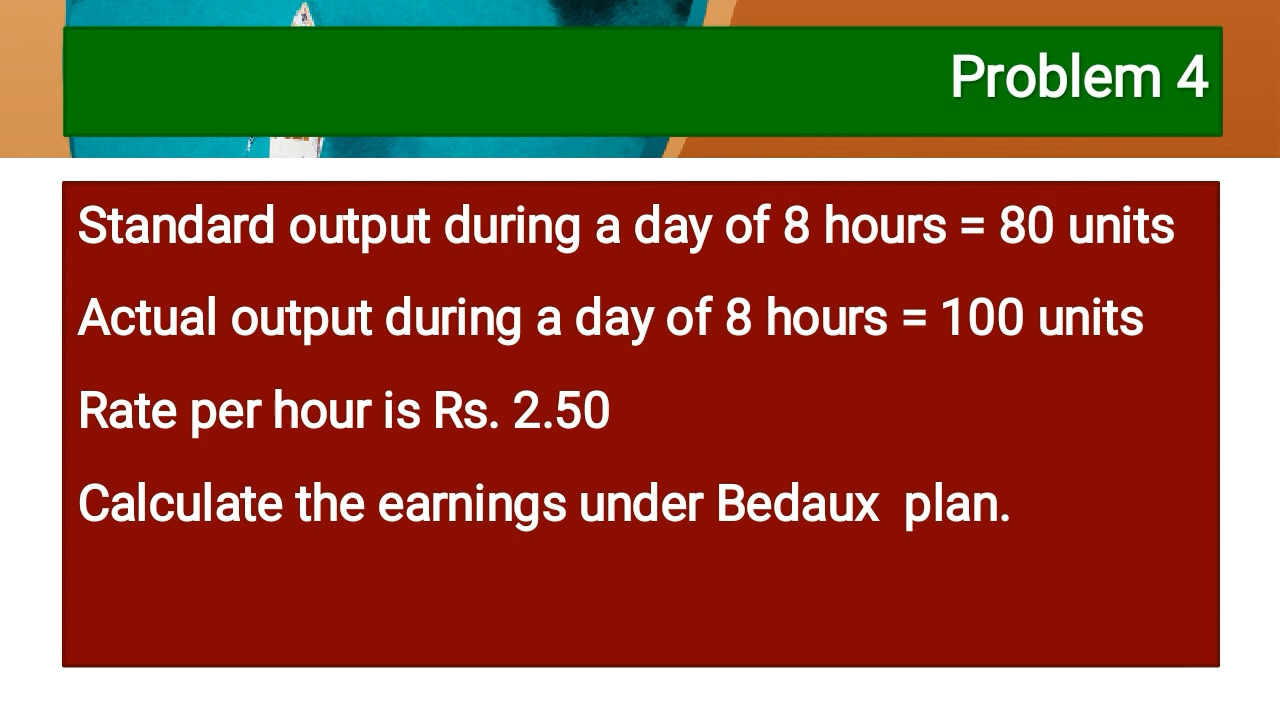 Problem 4
Standard output during a day of 8 hours = 80 units
Actual output during a day of 8 hours = 100 units
Rate per hour is Rs. 2.50
Calculate the earnings under Bedaux plan.